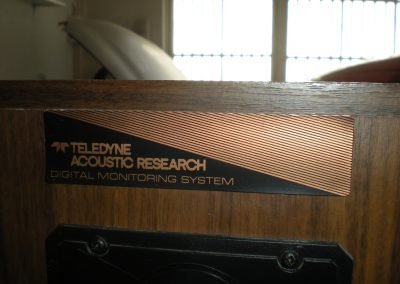 TELEDYNE
ACOUSTIC RESEARCH
DIGITAL MONITORING SYSTEM